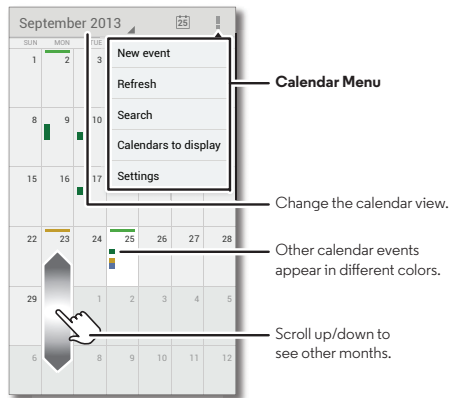 September 2013
25
SUN MON TUE
1 2 3
New event
Refresh
Search
Calendars to display
Settings
Calendar Menu
8 9 10
15 16 17
Change the calendar view.
22 23 24 25 26 27 28
Other calendar events
appear in different colors.
29 1 2 3 4 5
Scroll up/down to
see other months.
6 8 9 10 11 12